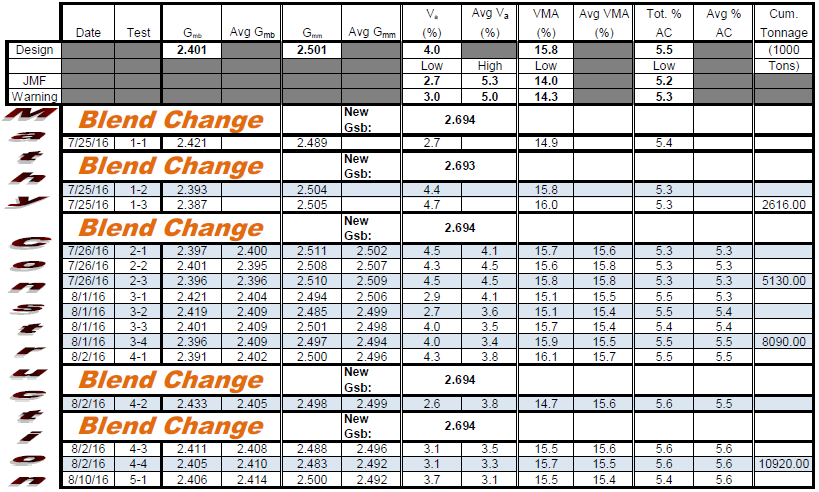 Va Avg Va VMA Avg VMA Tot. % Avg % Cum.
Date Test Gmb Avg Gmb Gmm Avg Gmm (%) (%) (%) (%) AC AC Tonnage
Design 2.401 2.501 4.0 15.8 5.5 (1000
Low High Low Low Tons)
JMF 2.7 5.3 14.0 5.2
Warning 3.0 5.0 14.3 5.3
Mathy Constructio n
Blend Change New Gsb: 2.694
7/25/16 1-1 2.421 2.489 2.7 14.9 5.4
Blend Change New Gsb: 2.693
7/25/16 1-2 2.393 2.504 4.4 15.8 5.3
7/25/16 1-3 2.387 2.505 4.7 16.0 5.3 2616.00
Blend Change New Gsb: 2.694
7/26/16 2-1 2.397 2.400 2.511 2.502 4.5 4.1 15.7 15.6 5.3 5.3
7/26/16 2-2 2.401 2.395 2.508 2.507 4.3 4.5 15.6 15.8 5.3 5.3
7/26/16 2-3 2.396 2.396 2.510 2.509 4.5 4.5 15.8 15.8 5.3 5.3 5130.00
8/1/16 3-1 2.421 2.404 2.494 2.506 2.9 4.1 15.1 15.5 5.5 5.3
8/1/16 3-2 2.419 2.409 2.485 2.499 2.7 3.6 15.1 15.4 5.5 5.4
8/1/16 3-3 2.401 2.409 2.501 2.498 4.0 3.5 15.7 15.4 5.4 5.4
8/1/16 3-4 2.396 2.409 2.497 2.494 4.0 3.4 15.9 15.5 5.5 5.5 8090.00
8/2/16 4-1 2.391 2.402 2.500 2.496 4.3 3.8 16.1 15.7 5.5 5.5
Blend Change New Gsb: 2.694
8/2/16 4-2 2.433 2.405 2.498 2.499 2.6 3.8 14.7 15.6 5.6 5.5
Blend Change New Gsb: 2.694
8/2/16 4-3 2.411 2.408 2.488 2.496 3.1 3.5 15.5 15.6 5.6 5.6
8/2/16 4-4 2.405 2.410 2.483 2.492 3.1 3.3 15.7 15.5 5.6 5.6 10920.00
8/10/16 5-1 2.406 2.414 2.500 2.492 3.7 3.1 15.5 15.4 5.4 5.6